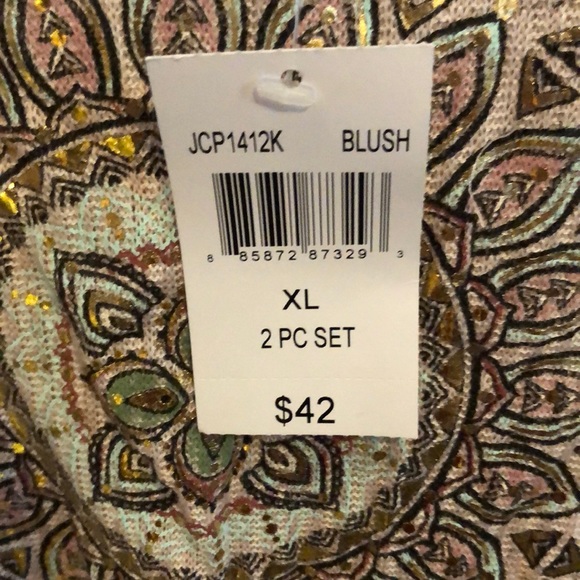 JCP1412K BLUSH
8 85872 87329 3
XL
2 PC SET
$42